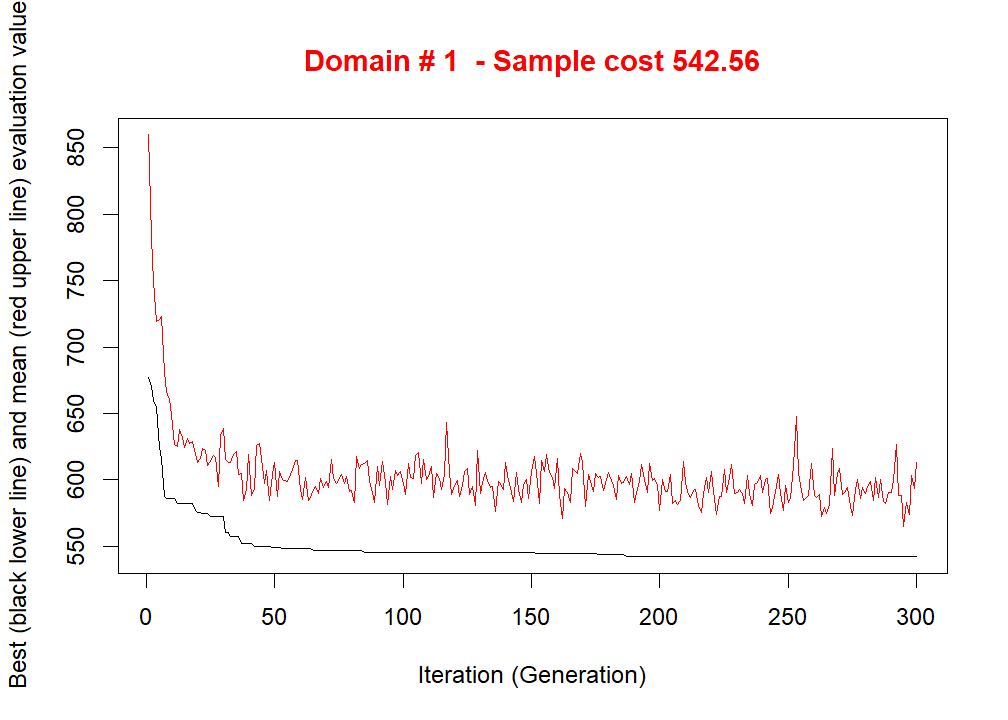 Domain # 1  - Sample cost 542.56
Best (black lower line) and mean (red upper line) evaluation value
850
800
750
700
650
600
550
0 50 100 150 200 250 300
Iteration (Generation)